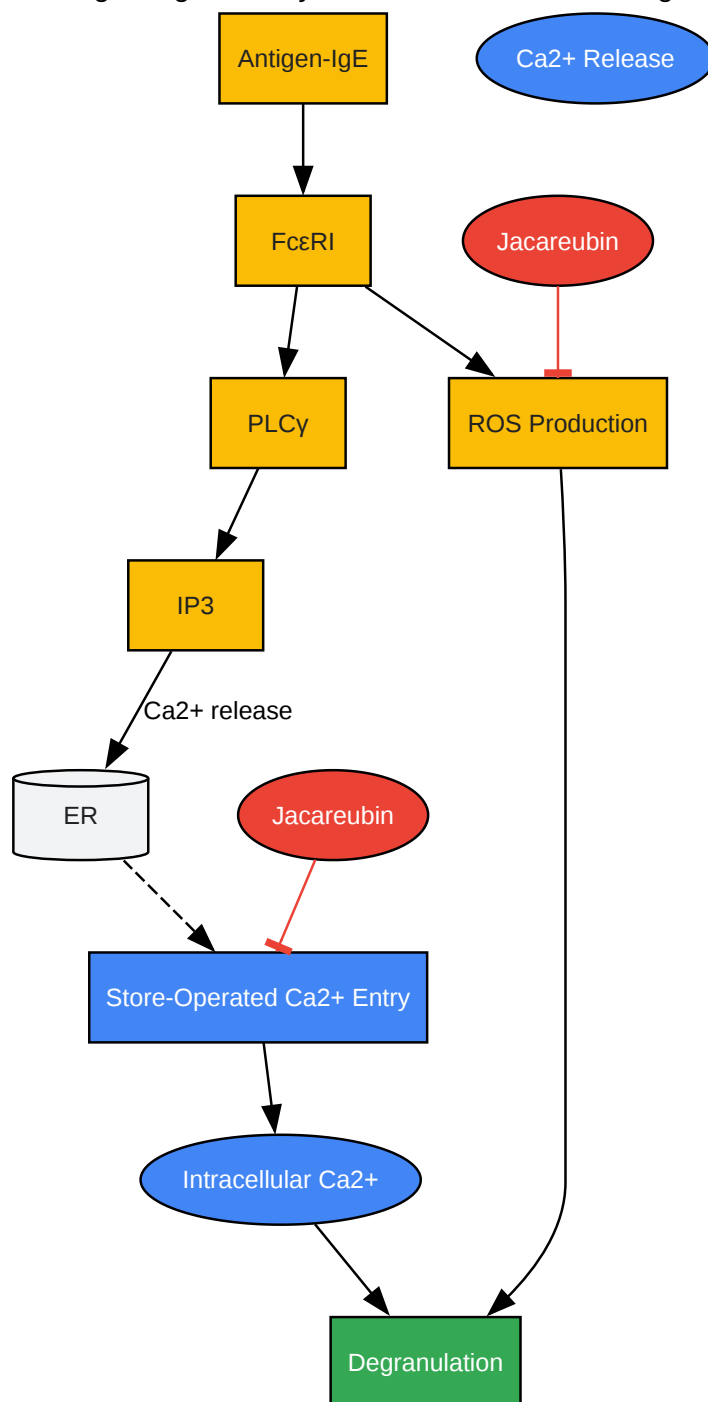 Antigen-IgE
Ca2+ Release
FcεRI
Jacareubin
PLCγ
ROS Production
IP3
Ca2+ release
ER
Jacareubin
Store-Operated Ca2+ Entry
Intracellular Ca2+
Degranulation